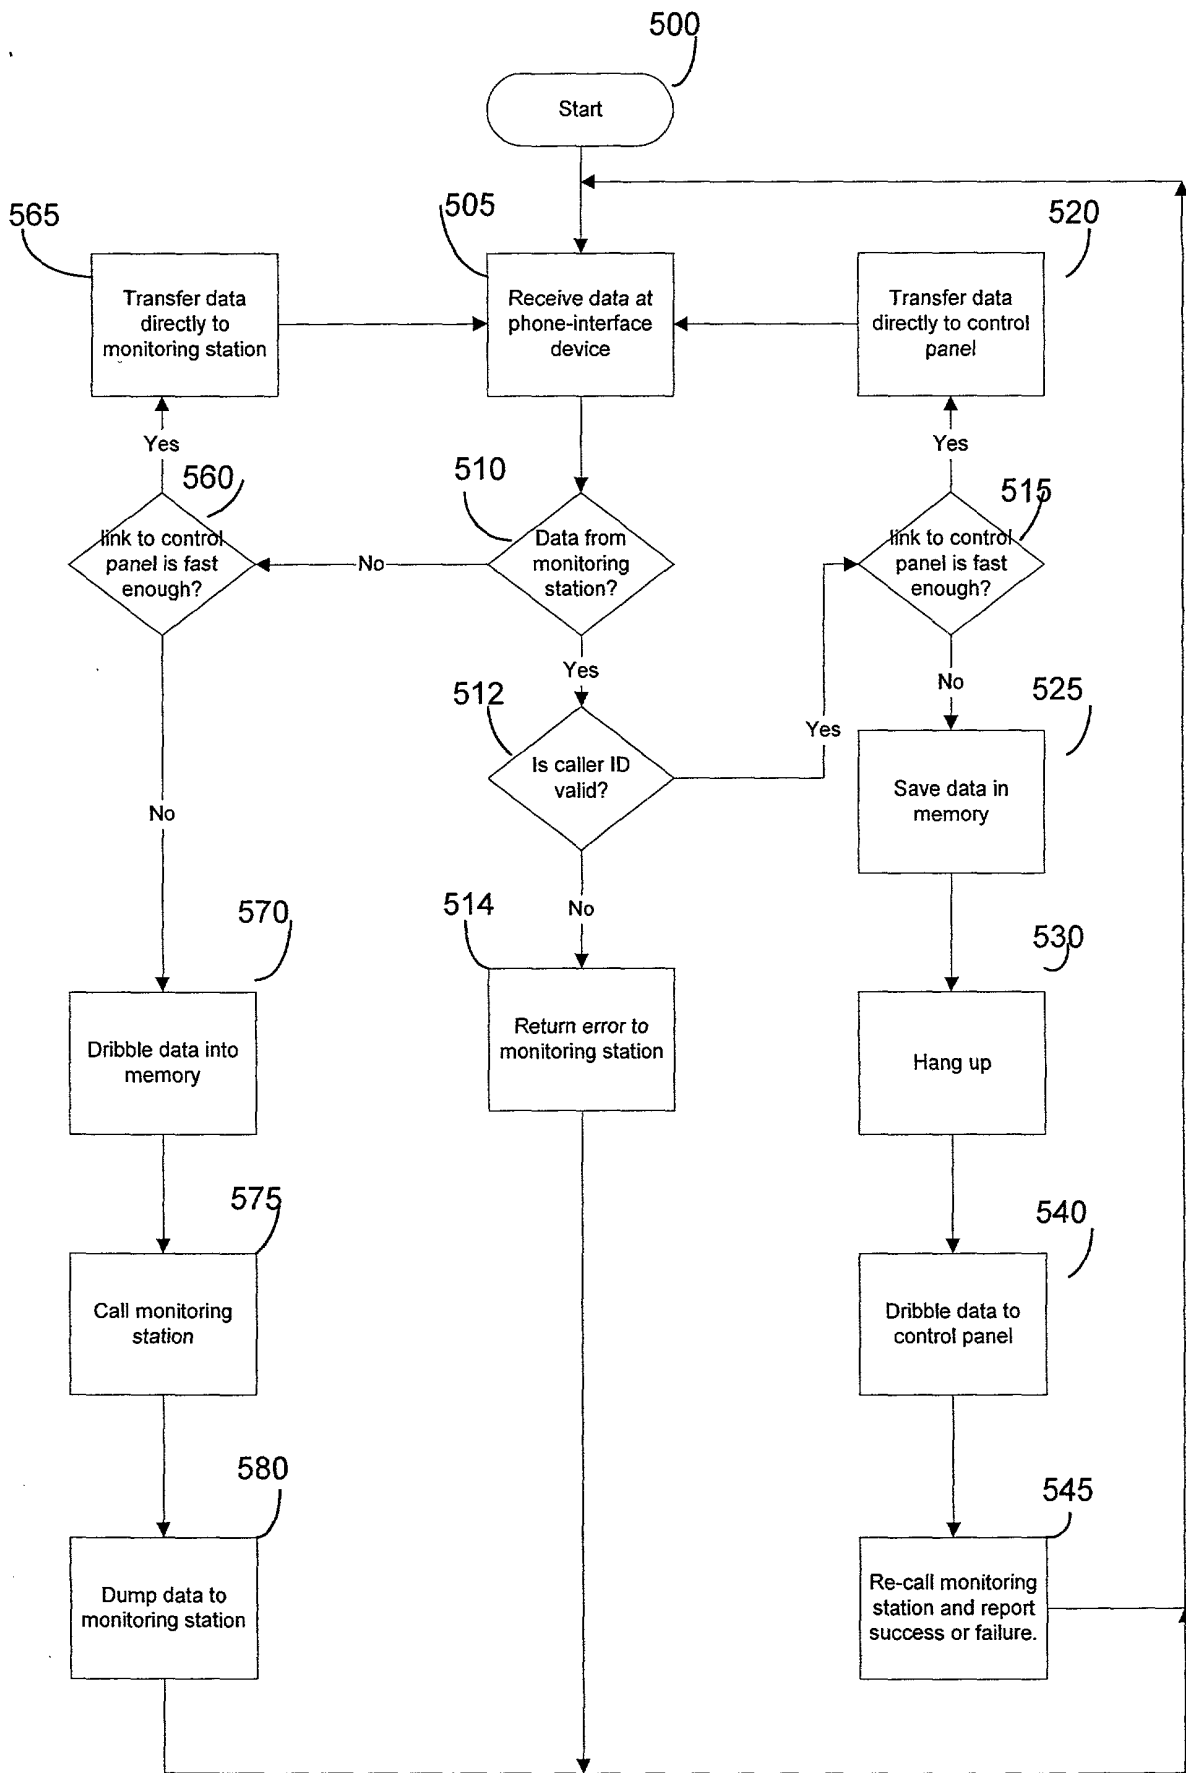 500
Start
565
505
520
Transfer data
directly to
monitoring station
Receive data at
phone-interface
device
Transfer data
directly to control
panel
Yes
Yes
560
510
515
link to control
panel is fast
enough?
No
Data from
monitoring
station?
link to control
panel is fast
enough?
Yes
No
512
525
Yes
Is caller ID
valid?
Save data in
memory
No
570
514
No
530
Dribble data into
memory
Return error to
monitoring station
Hang up
575
540
Call monitoring
station
Dribble data to
control panel
580
545
Dump data to
monitoring station
Re-call monitoring
station and report
success or failure.